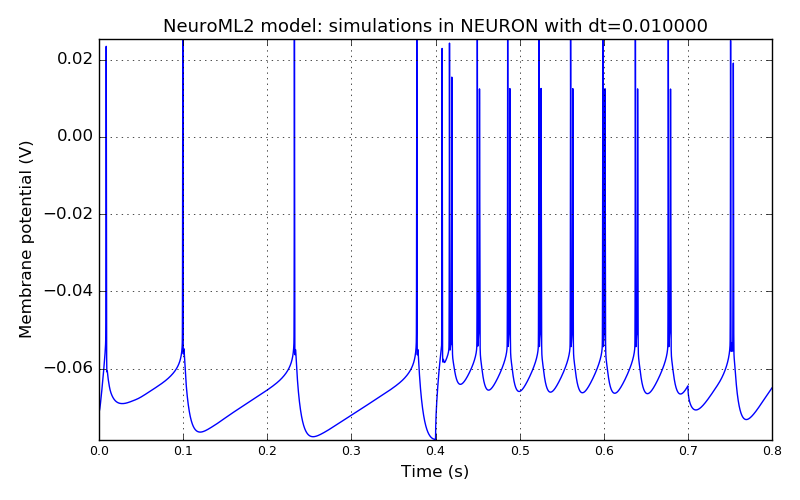 NeuroML2 model: simulations in NEURON with dt=0.010000
0.02
0.00
−0.02
−0.04
−0.06
Membrane potential (V)
0.0 0.1 0.2 0.3 0.4 0.5 0.6 0.7 0.8
Time (s)